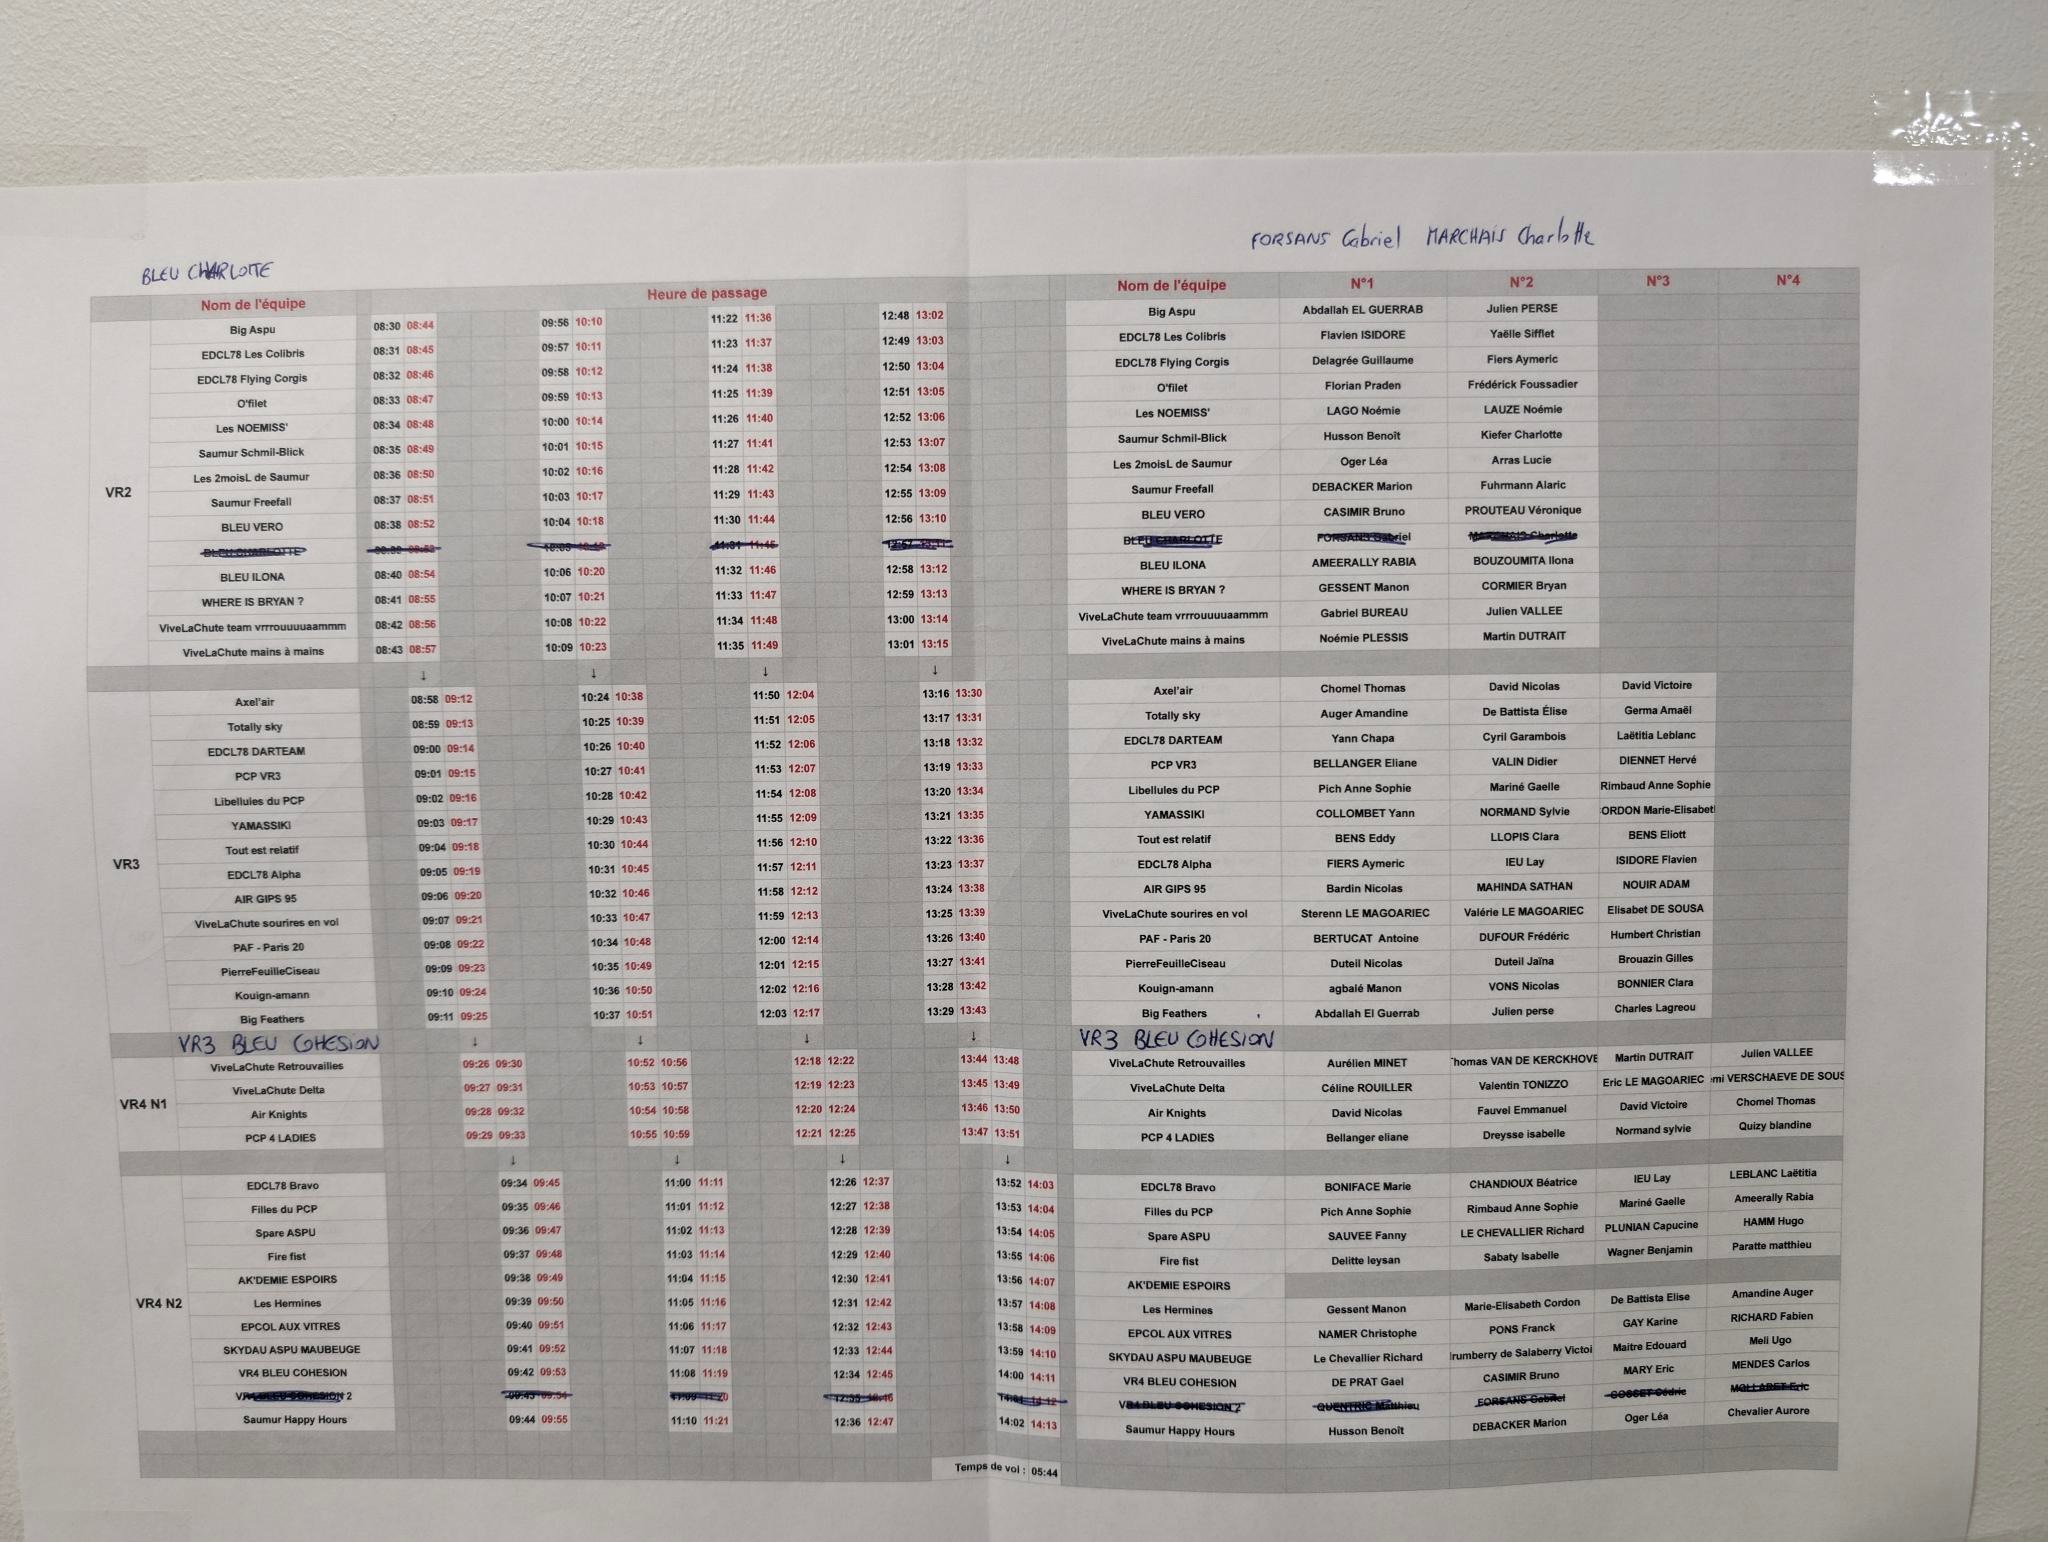 FORSANS Gabriel MARCHAIS Charlotte
BLEU CHARLOTTE
Nom de l'équipe Heure de passage Nom de l'équipe N°1 N°2 N°3 N°4
VR2
Big Aspu 08:30 08:44 09:56 10:10 11:22 11:36 12:48 13:02 Big Aspu Abdallah EL GUERRAB Julien PERSE
EDCL78 Les Colibris 08:31 08:45 09:57 10:11 11:23 11:37 12:49 13:03 EDCL78 Les Colibris Flavien ISIDORE Yaëlle Sifflet
EDCL78 Flying Corgis 08:32 08:46 09:58 10:12 11:24 11:38 12:50 13:04 EDCL78 Flying Corgis Delagrée Guillaume Fiers Aymeric
O'filet 08:33 08:47 09:59 10:13 11:25 11:39 12:51 13:05 O'filet Florian Praden Frédérick Foussadier
Les NOEMISS' 08:34 08:48 10:00 10:14 11:26 11:40 12:52 13:06 Les NOEMISS' LAGO Noémie LAUZE Noémie
Saumur Schmil-Blick 08:35 08:49 10:01 10:15 11:27 11:41 12:53 13:07 Saumur Schmil-Blick Husson Benoît Kiefer Charlotte
Les 2moisL de Saumur 08:36 08:50 10:02 10:16 11:28 11:42 12:54 13:08 Les 2moisL de Saumur Oger Léa Arras Lucie
Saumur Freefall 08:37 08:51 10:03 10:17 11:29 11:43 12:55 13:09 Saumur Freefall DEBACKER Marion Fuhrmann Alaric
BLEU VERO 08:38 08:52 10:04 10:18 11:30 11:44 12:56 13:10 BLEU VERO CASIMIR Bruno PROUTEAU Véronique
BLEU CHARLOTTE 11:31 11:45 BLEU CHARLOTTE FORSANS Gabriel MARCHAIS Charlotte
BLEU ILONA 08:40 08:54 10:06 10:20 11:32 11:46 12:58 13:12 BLEU ILONA AMEERALLY RABIA BOUZOUMITA Ilona
WHERE IS BRYAN ? 08:41 08:55 10:07 10:21 11:33 11:47 12:59 13:13 WHERE IS BRYAN ? GESSENT Manon CORMIER Bryan
ViveLaChute team vrrrouuuuaammm 08:42 08:56 10:08 10:22 11:34 11:48 13:00 13:14 ViveLaChute team vrrrouuuuaammm Gabriel BUREAU Julien VALLEE
ViveLaChute mains à mains 08:43 08:57 10:09 10:23 11:35 11:49 13:01 13:15 ViveLaChute mains à mains Noémie PLESSIS Martin DUTRAIT
↓ ↓ ↓ ↓
VR3
Axel'air 08:58 09:12 10:24 10:38 11:50 12:04 13:16 13:30 Axel'air Chomel Thomas David Nicolas David Victoire
Totally sky 08:59 09:13 10:25 10:39 11:51 12:05 13:17 13:31 Totally sky Auger Amandine De Battista Élise Germa Amaël
EDCL78 DARTEAM 09:00 09:14 10:26 10:40 11:52 12:06 13:18 13:32 EDCL78 DARTEAM Yann Chapa Cyril Garambois Laëtitia Leblanc
PCP VR3 09:01 09:15 10:27 10:41 11:53 12:07 13:19 13:33 PCP VR3 BELLANGER Eliane VALIN Didier DIENNET Hervé
Libellules du PCP 09:02 09:16 10:28 10:42 11:54 12:08 13:20 13:34 Libellules du PCP Pich Anne Sophie Mariné Gaelle Rimbaud Anne Sophie
YAMASSIKI 09:03 09:17 10:29 10:43 11:55 12:09 13:21 13:35 YAMASSIKI COLLOMBET Yann NORMAND Sylvie ORDON Marie-Elisabet
Tout est relatif 09:04 09:18 10:30 10:44 11:56 12:10 13:22 13:36 Tout est relatif BENS Eddy LLOPIS Clara BENS Eliott
EDCL78 Alpha 09:05 09:19 10:31 10:45 11:57 12:11 13:23 13:37 EDCL78 Alpha FIERS Aymeric IEU Lay ISIDORE Flavien
AIR GIPS 95 09:06 09:20 10:32 10:46 11:58 12:12 13:24 13:38 AIR GIPS 95 Bardin Nicolas MAHINDA SATHAN NOUIR ADAM
ViveLaChute sourires en vol 09:07 09:21 10:33 10:47 11:59 12:13 13:25 13:39 ViveLaChute sourires en vol Sterenn LE MAGOARIEC Valérie LE MAGOARIEC Elisabet DE SOUSA
PAF - Paris 20 09:08 09:22 10:34 10:48 12:00 12:14 13:26 13:40 PAF - Paris 20 BERTUCAT Antoine DUFOUR Frédéric Humbert Christian
PierreFeuilleCiseau 09:09 09:23 10:35 10:49 12:01 12:15 13:27 13:41 PierreFeuilleCiseau Duteil Nicolas Duteil Jaïna Brouazin Gilles
Kouign-amann 09:10 09:24 10:36 10:50 12:02 12:16 13:28 13:42 Kouign-amann agbalé Manon VONS Nicolas BONNIER Clara
Big Feathers 09:11 09:25 10:37 10:51 12:03 12:17 13:29 13:43 Big Feathers Abdallah El Guerrab Julien perse Charles Lagreou
VR3 BLEU COHESION ↓ ↓ ↓ ↓ VR3 BLEU COHESION
VR4 N1
ViveLaChute Retrouvailles 09:26 09:30 10:52 10:56 12:18 12:22 13:44 13:48 ViveLaChute Retrouvailles Aurélien MINET homas VAN DE KERCKHOVE Martin DUTRAIT Julien VALLEE
ViveLaChute Delta 09:27 09:31 10:53 10:57 12:19 12:23 13:45 13:49 ViveLaChute Delta Céline ROUILLER Valentin TONIZZO Eric LE MAGOARIEC emi VERSCHAEVE DE SOUS
Air Knights 09:28 09:32 10:54 10:58 12:20 12:24 13:46 13:50 Air Knights David Nicolas Fauvel Emmanuel David Victoire Chomel Thomas
PCP 4 LADIES 09:29 09:33 10:55 10:59 12:21 12:25 13:47 13:51 PCP 4 LADIES Bellanger eliane Dreysse isabelle Normand sylvie Quizy blandine
↓ ↓ ↓ ↓
VR4 N2
EDCL78 Bravo 09:34 09:45 11:00 11:11 12:26 12:37 13:52 14:03 EDCL78 Bravo BONIFACE Marie CHANDIOUX Béatrice IEU Lay LEBLANC Laëtitia
Filles du PCP 09:35 09:46 11:01 11:12 12:27 12:38 13:53 14:04 Filles du PCP Pich Anne Sophie Rimbaud Anne Sophie Mariné Gaelle Ameerally Rabia
Spare ASPU 09:36 09:47 11:02 11:13 12:28 12:39 13:54 14:05 Spare ASPU SAUVEE Fanny LE CHEVALLIER Richard PLUNIAN Capucine HAMM Hugo
Fire fist 09:37 09:48 11:03 11:14 12:29 12:40 13:55 14:06 Fire fist Delitte leysan Sabaty Isabelle Wagner Benjamin Paratte matthieu
AK'DEMIE ESPOIRS 09:38 09:49 11:04 11:15 12:30 12:41 13:56 14:07 AK'DEMIE ESPOIRS
Les Hermines 09:39 09:50 11:05 11:16 12:31 12:42 13:57 14:08 Les Hermines Gessent Manon Marie-Elisabeth Cordon De Battista Elise Amandine Auger
EPCOL AUX VITRES 09:40 09:51 11:06 11:17 12:32 12:43 13:58 14:09 EPCOL AUX VITRES NAMER Christophe PONS Franck GAY Karine RICHARD Fabien
SKYDAU ASPU MAUBEUGE 09:41 09:52 11:07 11:18 12:33 12:44 13:59 14:10 SKYDAU ASPU MAUBEUGE Le Chevallier Richard rumberry de Salaberry Victoi Maitre Edouard Meli Ugo
VR4 BLEU COHESION 09:42 09:53 11:08 11:19 12:34 12:45 14:00 14:11 VR4 BLEU COHESION DE PRAT Gael CASIMIR Bruno MARY Eric MENDES Carlos
VR4 BLEU COHESION 2 09:43 09:54 11:09 11:20 12:35 12:46 14:01 14:12 VR4 BLEU COHESION 2 QUENTRIC Matthieu FORSANS Gabriel GOSSET Cédric MOLLARET Eric
Saumur Happy Hours 09:44 09:55 11:10 11:21 12:36 12:47 14:02 14:13 Saumur Happy Hours Husson Benoît DEBACKER Marion Oger Léa Chevalier Aurore
Temps de vol : 05:44